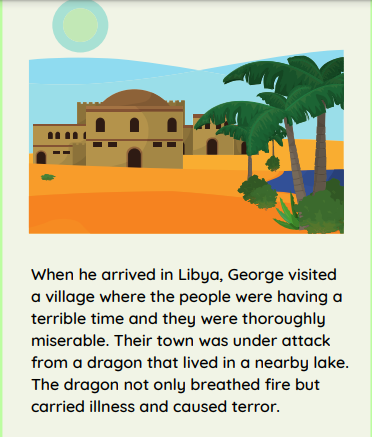 When he arrived in Libya, George visited
a village where the people were having a
terrible time and they were thoroughly
miserable. Their town was under attack
from a dragon that lived in a nearby lake.
The dragon not only breathed fire but
carried illness and caused terror.